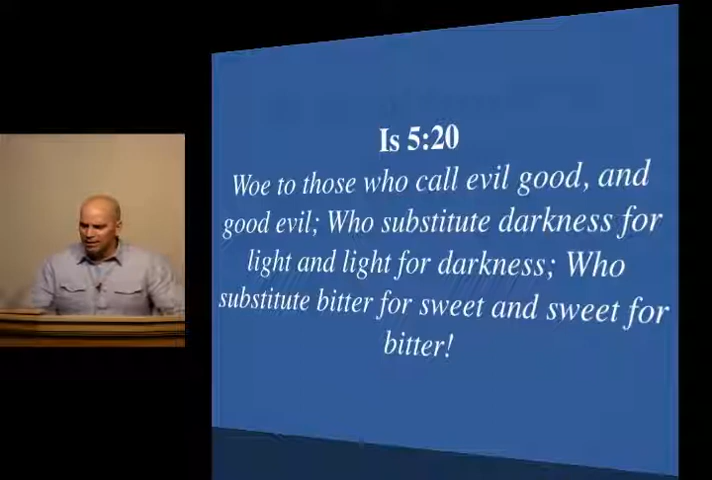 Is 5:20
Woe to those who call evil good, and
good evil; Who substitute darkness for
light and light for darkness; Who
substitute bitter for sweet and sweet for
bitter!